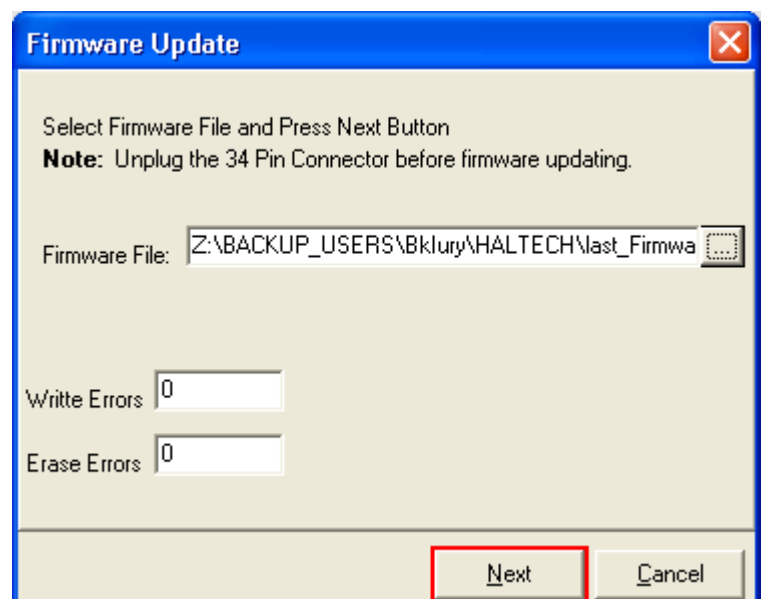 Firmware Update
Select Firmware File and Press Next Button
Note: Unplug the 34 Pin Connector before firmware updating.
Firmware File: Z:\BACKUP_USERS\Bklury\HALTECH\last_Firmwa ...
Writte Errors 0
Erase Errors 0
Next Cancel